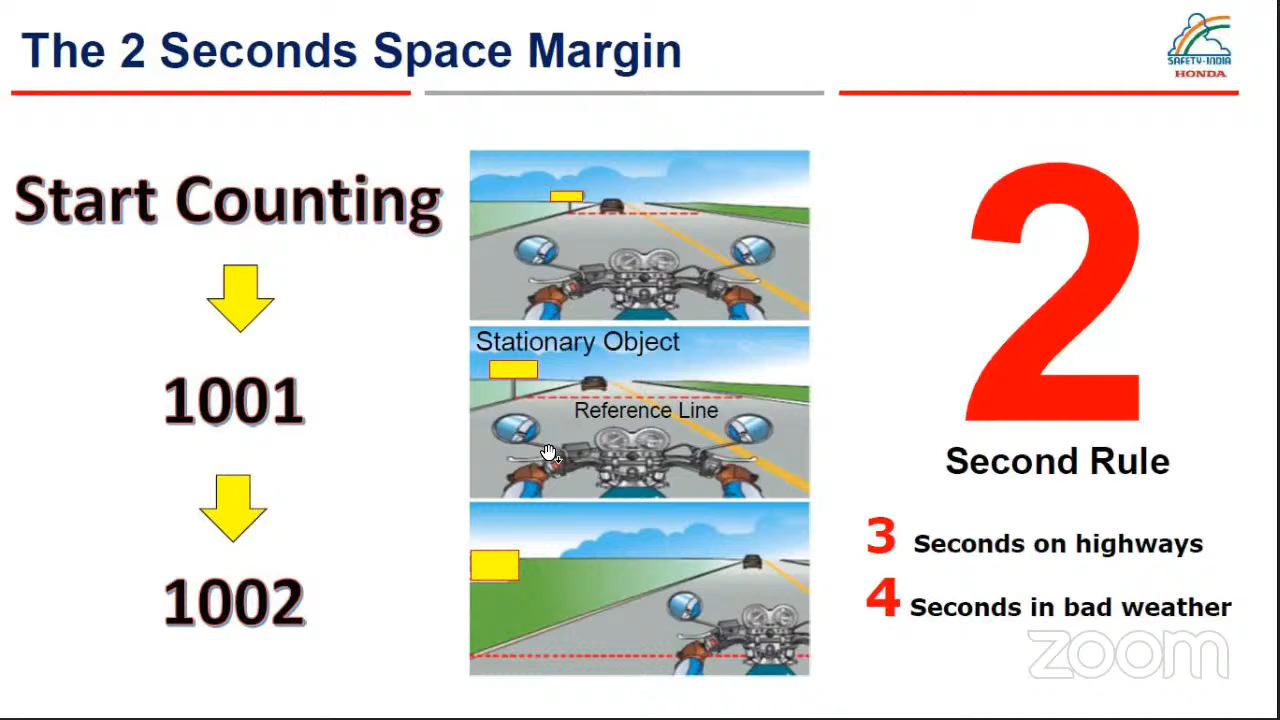 The 2 Seconds Space Margin
SAFETY-INDIA
HONDA
Start Counting
1001
1002
Stationary Object
Reference Line
2
Second Rule
3 Seconds on highways
4 Seconds in bad weather
zoom